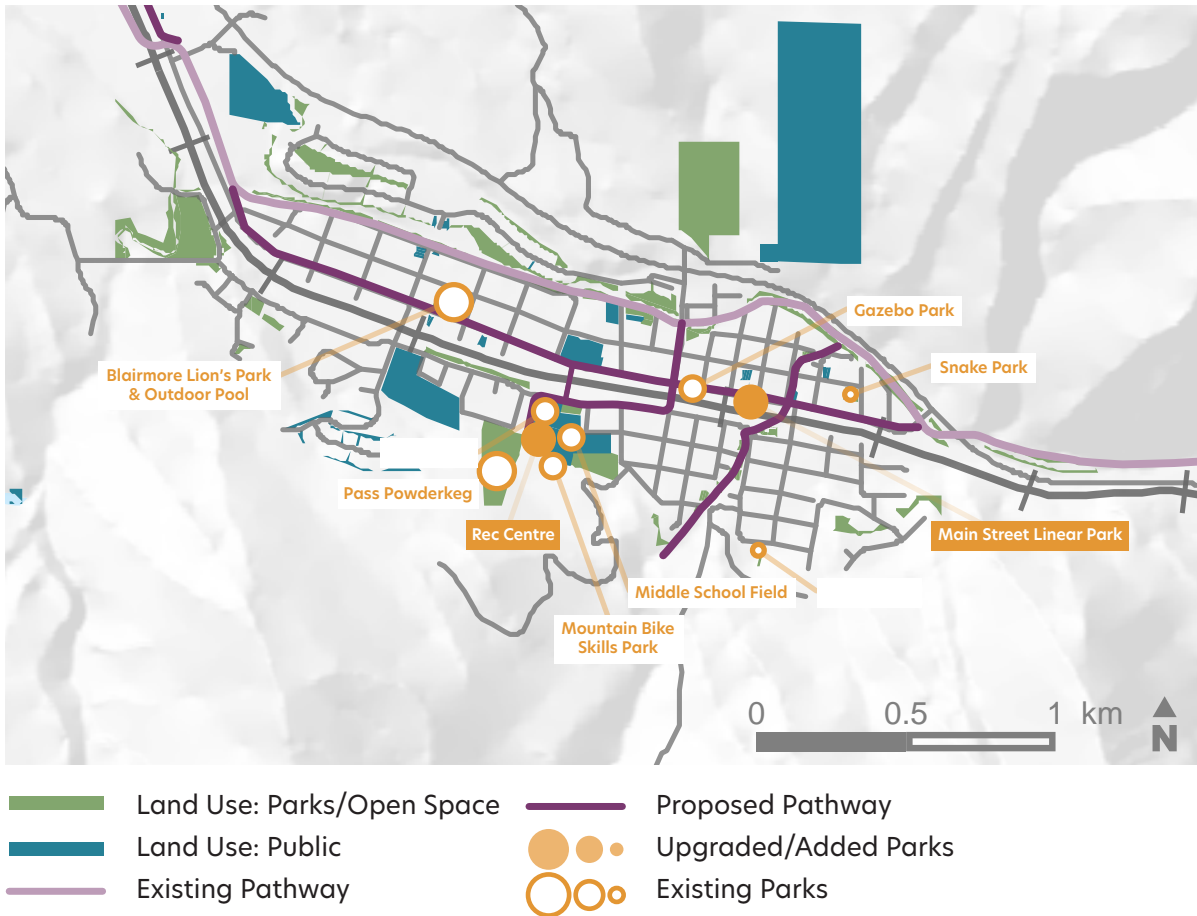 Gazebo Park
Snake Park
Blairmore Lion's Park
& Outdoor Pool
Pass Powderkeg
Rec Centre
Main Street Linear Park
Middle School Field
Mountain Bike
Skills Park
0 0.5 1 km
N
Land Use: Parks/Open Space
Land Use: Public
Existing Pathway
Proposed Pathway
Upgraded/Added Parks
Existing Parks